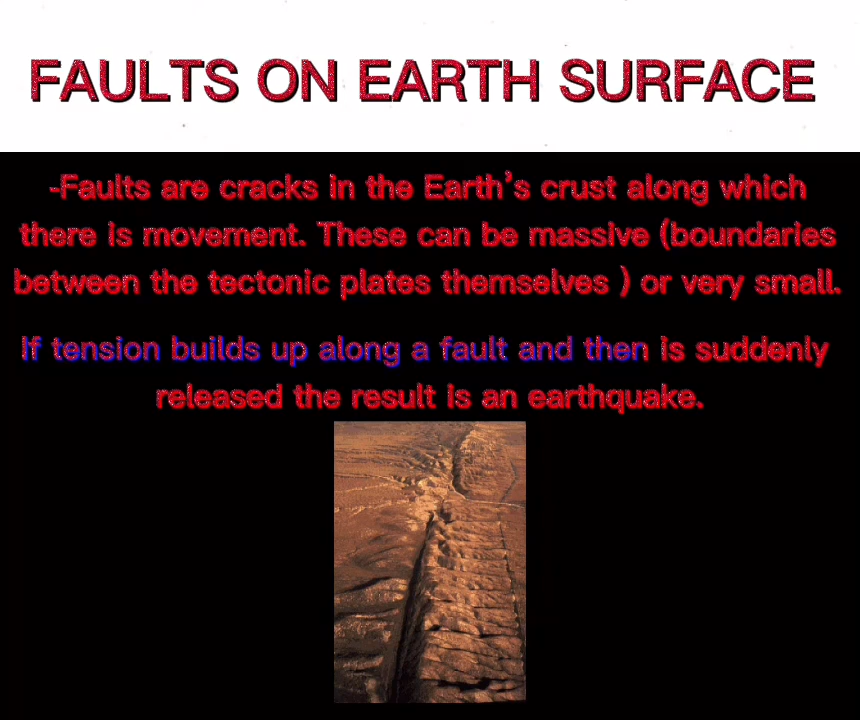 FAULTS ON EARTH SURFACE
-Faults are cracks in the Earth's crust along which
there is movement. These can be massive (boundaries
between the tectonic plates themselves ) or very small.
If tension builds up along a fault and then is suddenly
released the result is an earthquake.